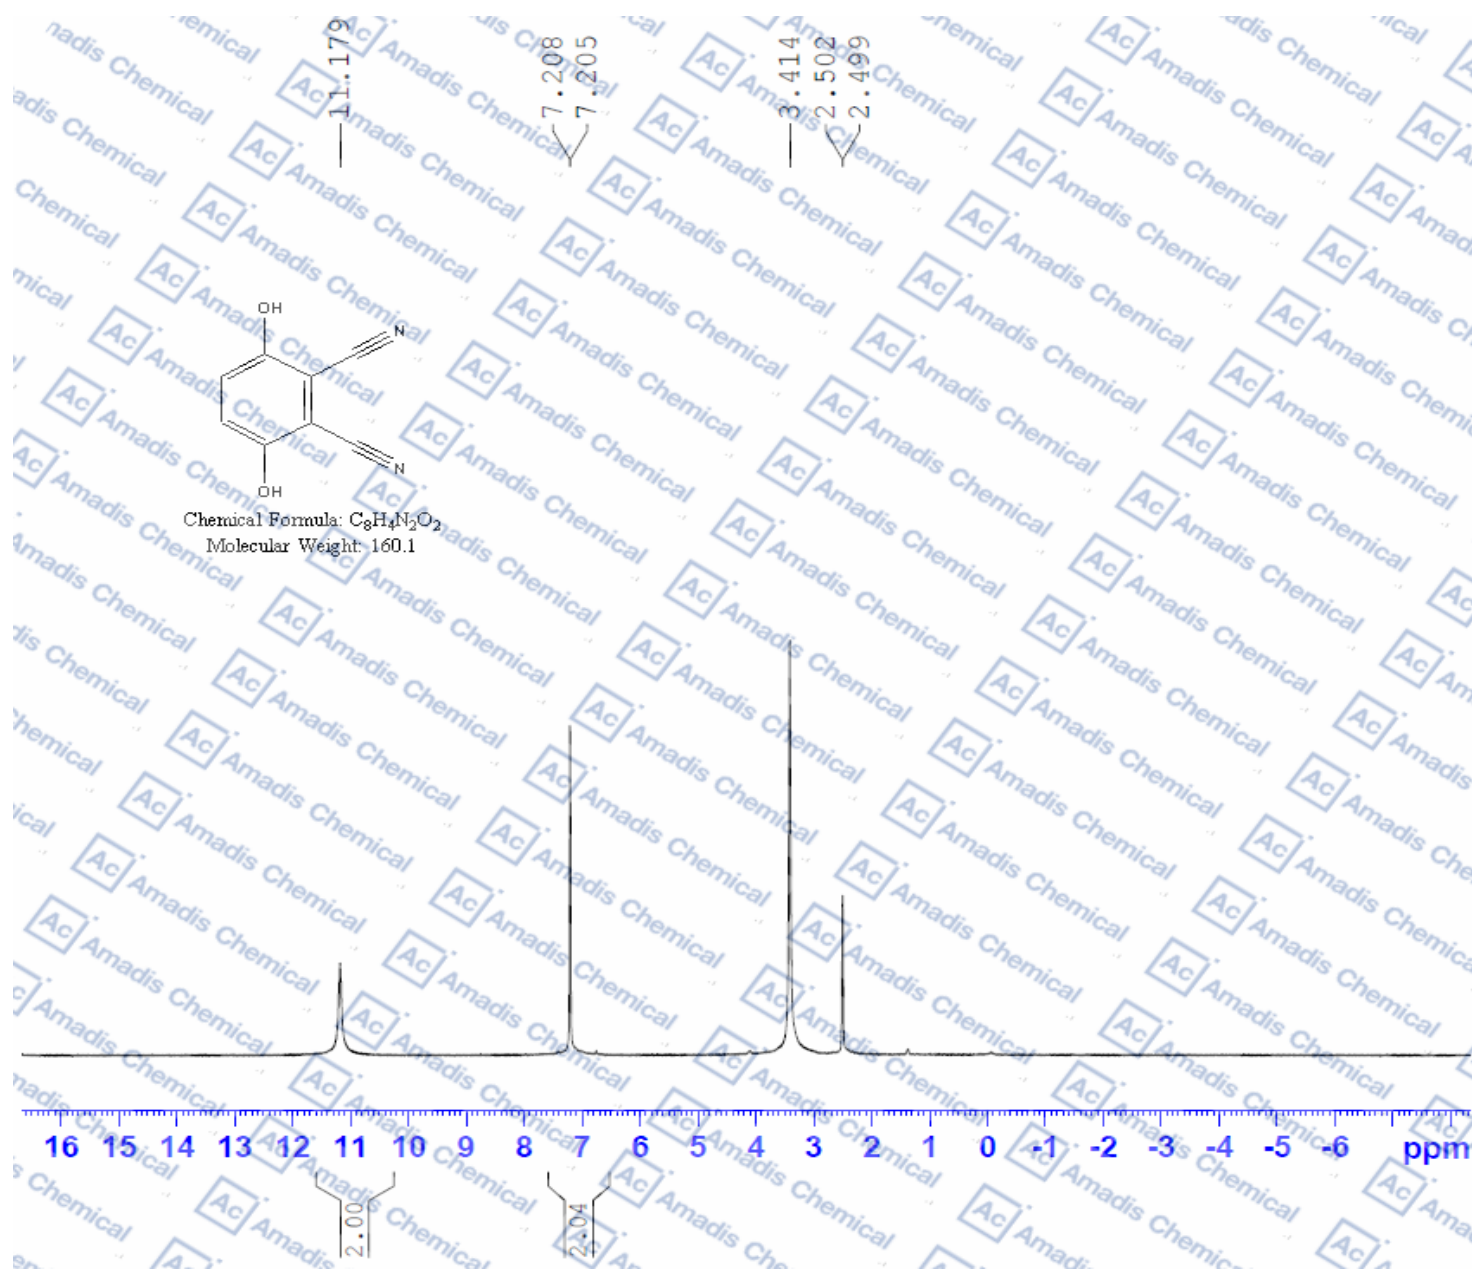 11.179
7.208
7.205
3.414
2.502
2.499
OH
N
N
OH
Chemical Formula: C₈H₄N₂O₂
Molecular Weight: 160.1
16 15 14 13 12 11 10 9 8 7 6 5 4 3 2 1 0 -1 -2 -3 -4 -5 -6 ppm
2.00
2.04
Ac Amadis Chemical